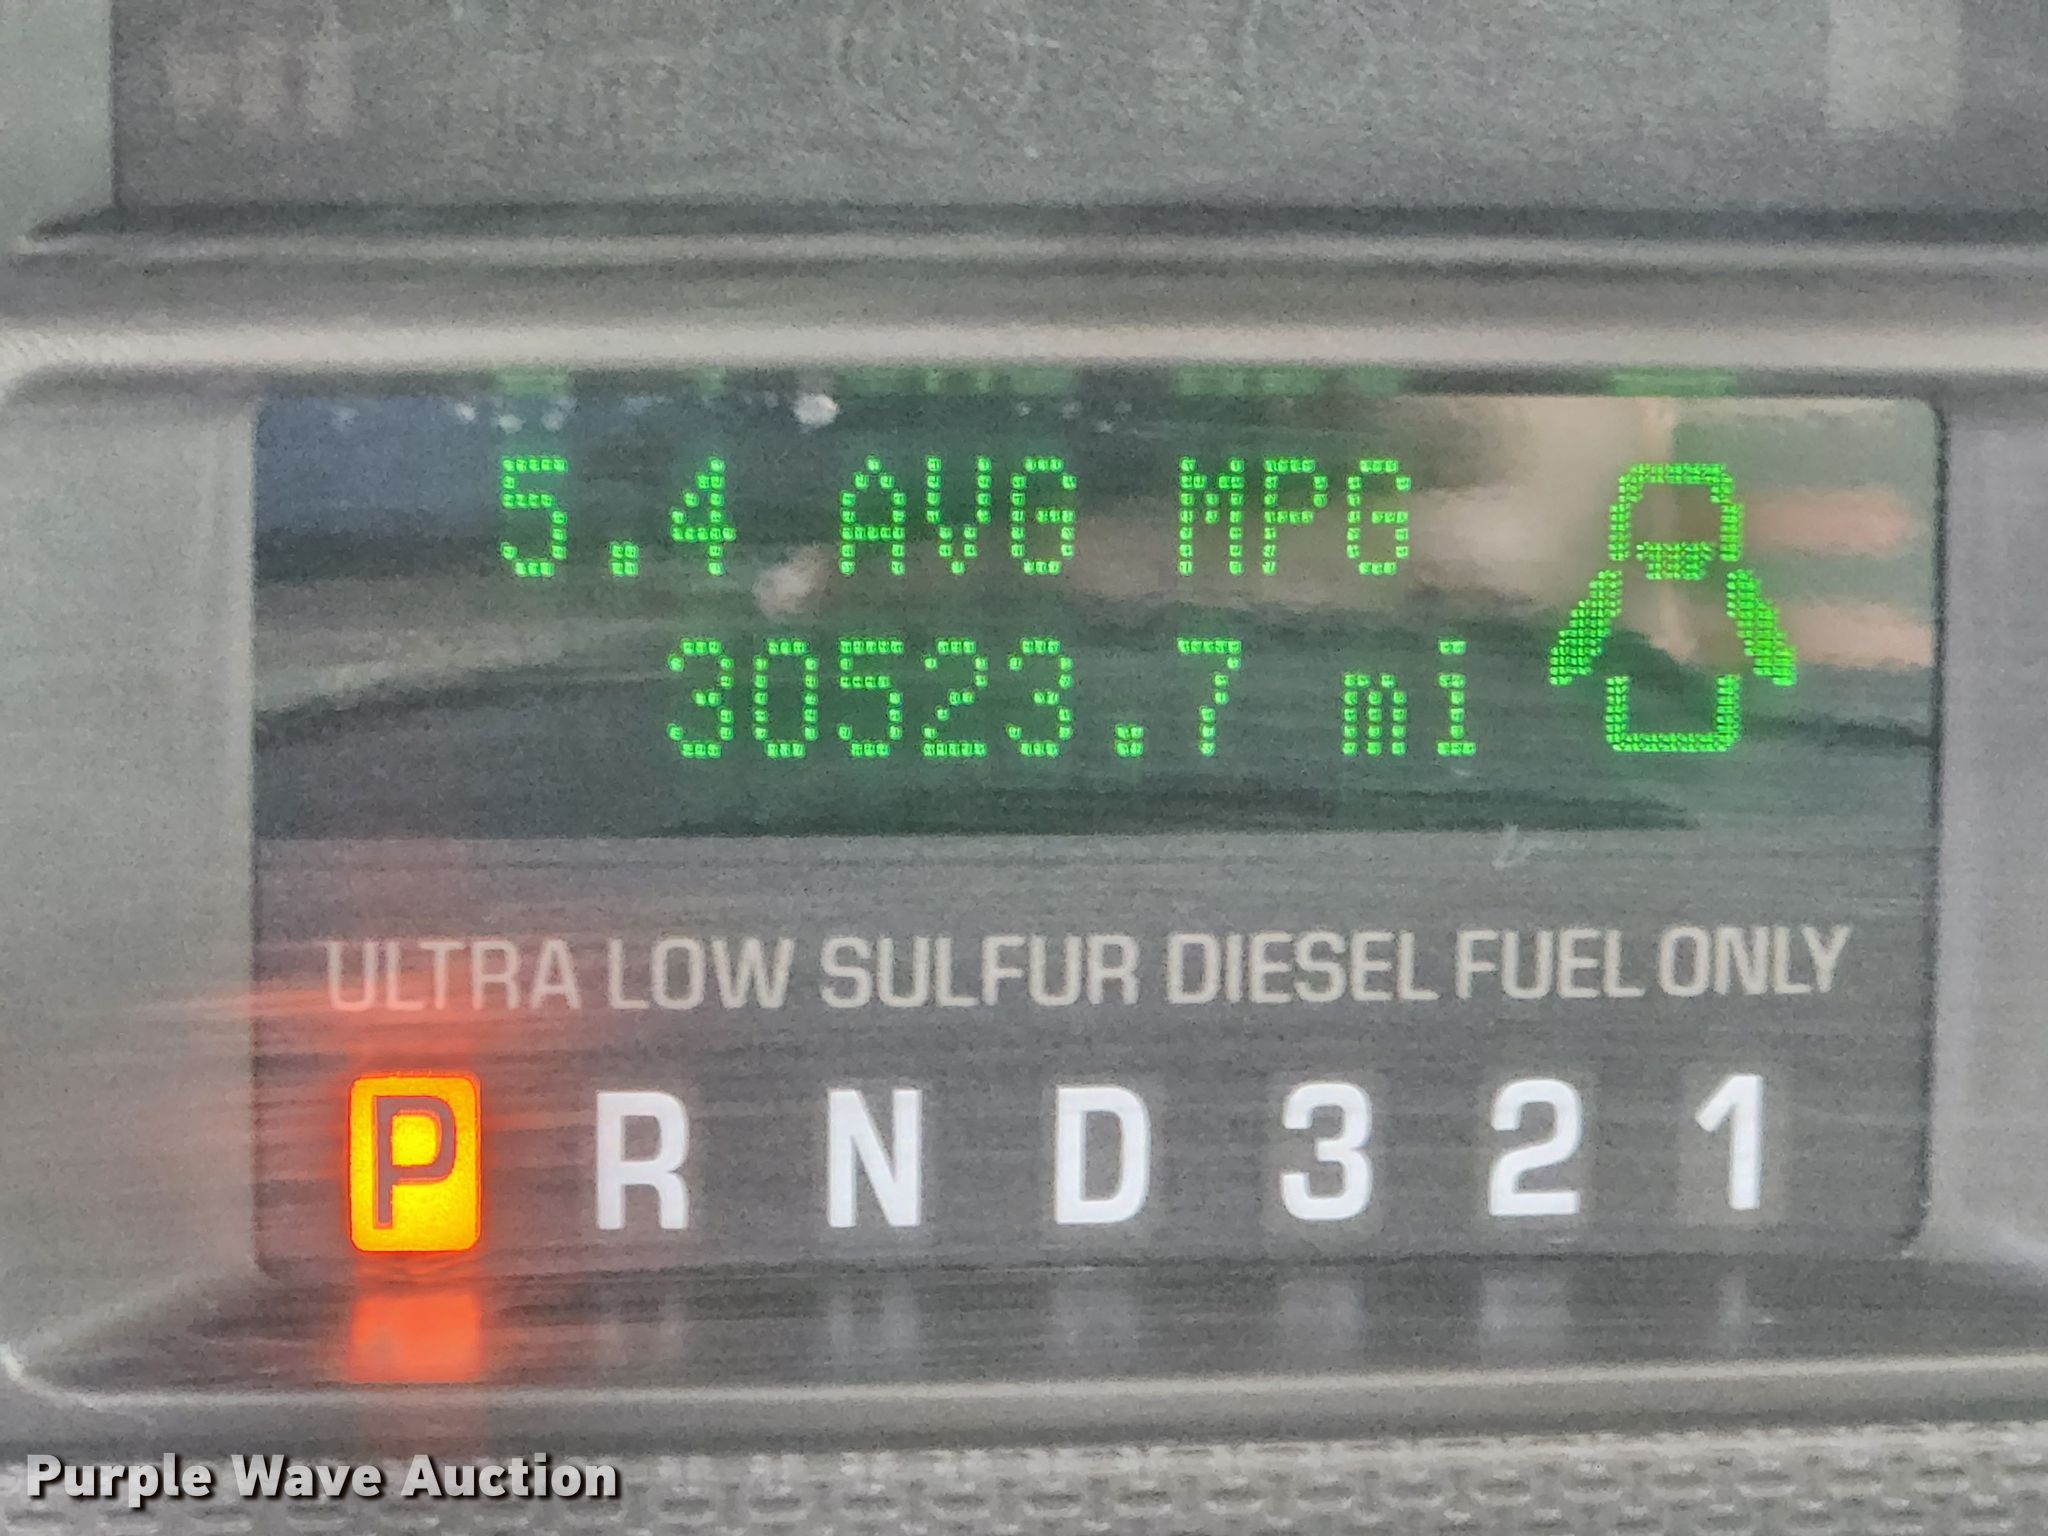 5.4 AVG MPG
30523.7 mi
ULTRA LOW SULFUR DIESEL FUEL ONLY
P R N D 3 2 1
Purple Wave Auction